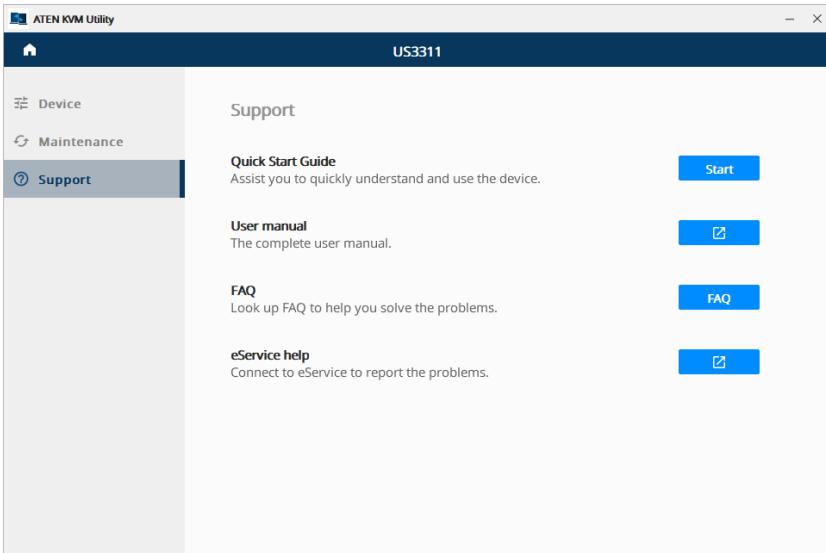 ATEN KVM Utility
US3311
Device
Maintenance
Support
Support
Quick Start Guide
Assist you to quickly understand and use the device.
Start
User manual
The complete user manual.
FAQ
Look up FAQ to help you solve the problems.
FAQ
eService help
Connect to eService to report the problems.